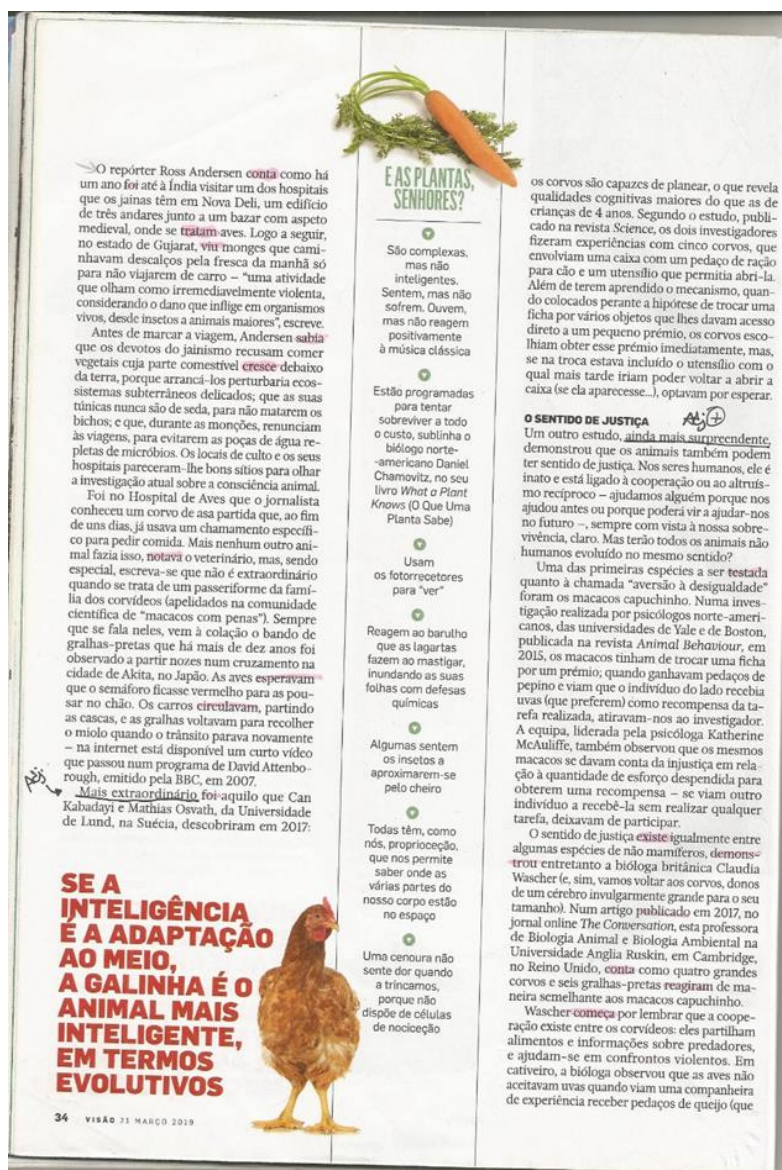 O repórter Ross Andersen conta como há
um ano foi até à Índia visitar um dos hospitais
que os jainas têm em Nova Deli, um edifício
de três andares junto a um bazar com aspeto
medieval, onde se tratam aves. Logo a seguir,
no estado de Gujarat, viu monges que cami-
nhavam descalços pela fresca da manhã só
para não viajarem de carro – “uma atividade
que olham como irremediavelmente violenta,
considerando o dano que inflige em organismos
vivos, desde insetos a animais maiores”, escreve.
Antes de marcar a viagem, Andersen sabia
que os devotos do jainismo recusam comer
vegetais cuja parte comestível cresce debaixo
da terra, porque arrancá-los perturbaria ecos-
sistemas subterrâneos delicados; que as suas
túnicas nunca são de seda, para não matarem os
bichos; e que, durante as monções, renunciam
às viagens, para evitarem as poças de água re-
pletas de micróbios. Os locais de culto e os seus
hospitais pareceram-lhe bons sítios para olhar
a investigação atual sobre a consciência animal.
Foi no Hospital de Aves que o jornalista
conheceu um corvo de asa partida que, ao fim
de uns dias, já usava um chamamento específi-
co para pedir comida. Mais nenhum outro ani-
mal fazia isso, notava o veterinário, mas, sendo
especial, escreva-se que não é extraordinário
quando se trata de um passeriforme da famí-
lia dos corvídeos (apelidados na comunidade
científica de “macacos com penas”). Sempre
que se fala neles, vem à colação o bando de
gralhas-pretas que há mais de dez anos foi
observado a partir nozes num cruzamento na
cidade de Akita, no Japão. As aves esperavam
que o semáforo ficasse vermelho para as pou-
sar no chão. Os carros circulavam, partindo
as cascas, e as gralhas voltavam para recolher
o miolo quando o trânsito parava novamente
– na internet está disponível um curto vídeo
que passou num programa de David Attenbo-
rough, emitido pela BBC, em 2007.
Adj
Mais extraordinário foi aquilo que Can
Kabadayi e Mathias Osvath, da Universidade
de Lund, na Suécia, descobriram em 2017:
SE A
INTELIGÊNCIA
É A ADAPTAÇÃO
AO MEIO,
A GALINHA É O
ANIMAL MAIS
INTELIGENTE,
EM TERMOS
EVOLUTIVOS
34 VISÃO 21 MARÇO 2019
E AS PLANTAS,
SENHORES?
São complexas,
mas não
inteligentes.
Sentem, mas não
sofrem. Ouvem,
mas não reagem
positivamente
à música clássica
Estão programadas
para tentar
sobreviver a todo
o custo, sublinha o
biólogo norte-
-americano Daniel
Chamovitz, no seu
livro What a Plant
Knows (O Que Uma
Planta Sabe)
Usam
os fotorrecetores
para “ver”
Reagem ao barulho
que as lagartas
fazem ao mastigar,
inundando as suas
folhas com defesas
químicas
Algumas sentem
os insetos a
aproximarem-se
pelo cheiro
Todas têm, como
nós, proprioceção,
que nos permite
saber onde as
várias partes do
nosso corpo estão
no espaço
Uma cenoura não
sente dor quando
a trincamos,
porque não
dispõe de células
de nociceção
os corvos são capazes de planear, o que revela
qualidades cognitivas maiores do que as de
crianças de 4 anos. Segundo o estudo, publi-
cado na revista Science, os dois investigadores
fizeram experiências com cinco corvos, que
envolviam uma caixa com um pedaço de ração
para cão e um utensílio que permitia abri-la.
Além de terem aprendido o mecanismo, quan-
do colocados perante a hipótese de trocar uma
ficha por vários objetos que lhes davam acesso
direto a um pequeno prémio, os corvos esco-
lhiam obter esse prémio imediatamente, mas,
se na troca estava incluído o utensílio com o
qual mais tarde iriam poder voltar a abrir a
caixa (se ela aparecesse...), optavam por esperar.
O SENTIDO DE JUSTIÇA Adj +
Um outro estudo, ainda mais surpreendente,
demonstrou que os animais também podem
ter sentido de justiça. Nos seres humanos, ele é
inato e está ligado à cooperação ou ao altruís-
mo recíproco – ajudamos alguém porque nos
ajudou antes ou porque poderá vir a ajudar-nos
no futuro –, sempre com vista à nossa sobre-
vivência, claro. Mas terão todos os animais não
humanos evoluído no mesmo sentido?
Uma das primeiras espécies a ser testada
quanto à chamada “aversão à desigualdade”
foram os macacos capuchinho. Numa inves-
tigação realizada por psicólogos norte-ameri-
canos, das universidades de Yale e de Boston,
publicada na revista Animal Behaviour, em
2015, os macacos tinham de trocar uma ficha
por um prémio; quando ganhavam pedaços de
pepino e viam que o indivíduo do lado recebia
uvas (que preferem) como recompensa da ta-
refa realizada, atiravam-nos ao investigador.
A equipa, liderada pela psicóloga Katherine
McAuliffe, também observou que os mesmos
macacos se davam conta da injustiça em rela-
ção à quantidade de esforço despendida para
obterem uma recompensa – se viam outro
indivíduo a recebê-la sem realizar qualquer
tarefa, deixavam de participar.
O sentido de justiça existe igualmente entre
algumas espécies de não mamíferos, demons-
trou entretanto a bióloga britânica Claudia
Wascher (e, sim, vamos voltar aos corvos, donos
de um cérebro invulgarmente grande para o seu
tamanho). Num artigo publicado em 2017, no
jornal online The Conversation, esta professora
de Biologia Animal e Biologia Ambiental na
Universidade Anglia Ruskin, em Cambridge,
no Reino Unido, conta como quatro grandes
corvos e seis gralhas-pretas reagiram de ma-
neira semelhante aos macacos capuchinho.
Wascher começa por lembrar que a coope-
ração existe entre os corvídeos: eles partilham
alimentos e informações sobre predadores,
e ajudam-se em confrontos violentos. Em
cativeiro, a bióloga observou que as aves não
aceitavam uvas quando viam uma companheira
de experiência receber pedaços de queijo (que